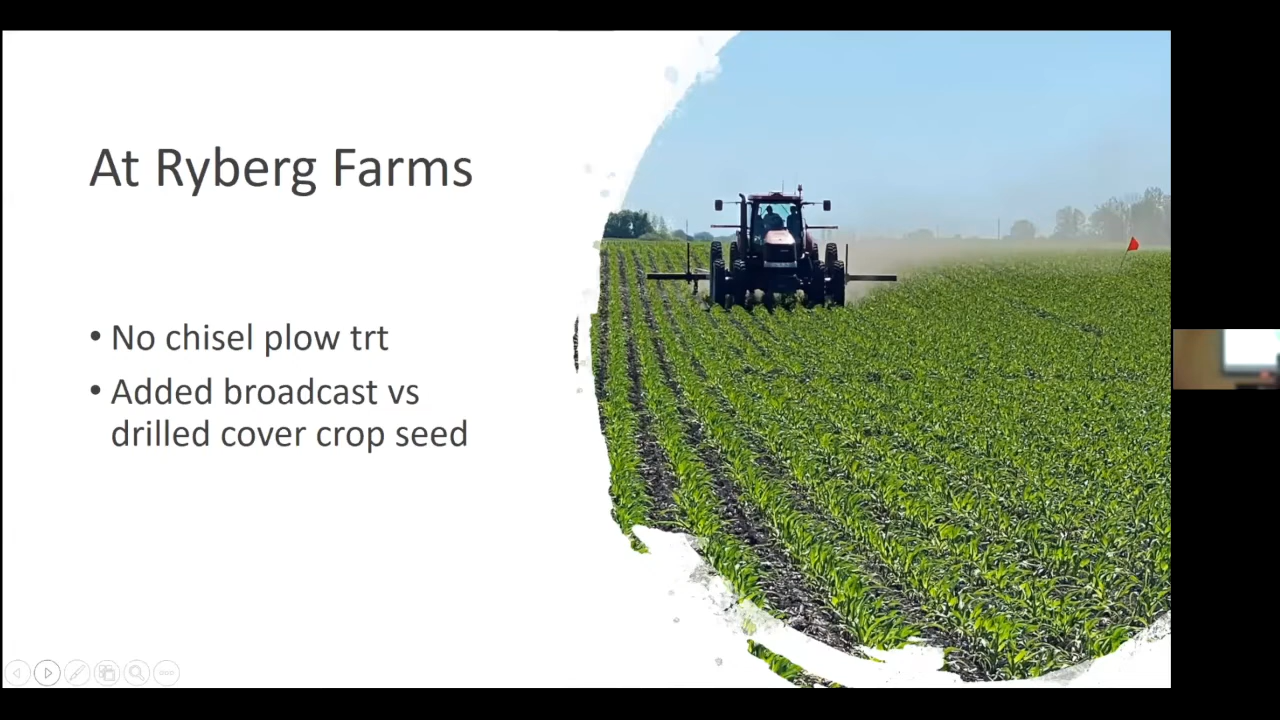 At Ryberg Farms
• No chisel plow trt
• Added broadcast vs
drilled cover crop seed